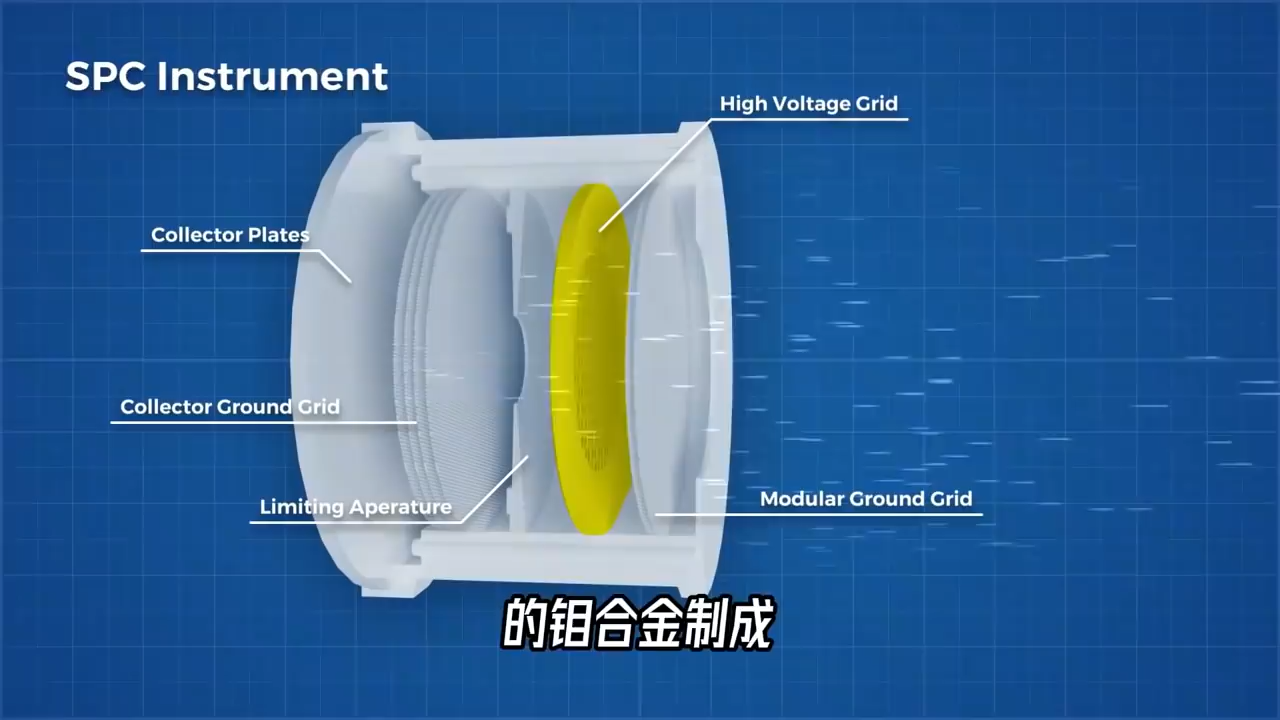 SPC Instrument
High Voltage Grid
Collector Plates
Collector Ground Grid
Limiting Aperature
Modular Ground Grid
的钼合金制成